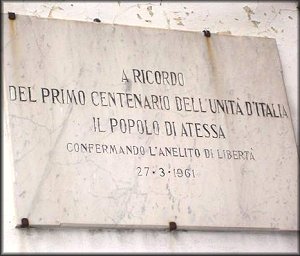 A RICORDO
DEL PRIMO CENTENARIO DELL'UNITÀ D'ITALIA
IL POPOLO DI ATESSA
CONFERMANDO L'ANELITO DI LIBERTÀ
27·3·1961